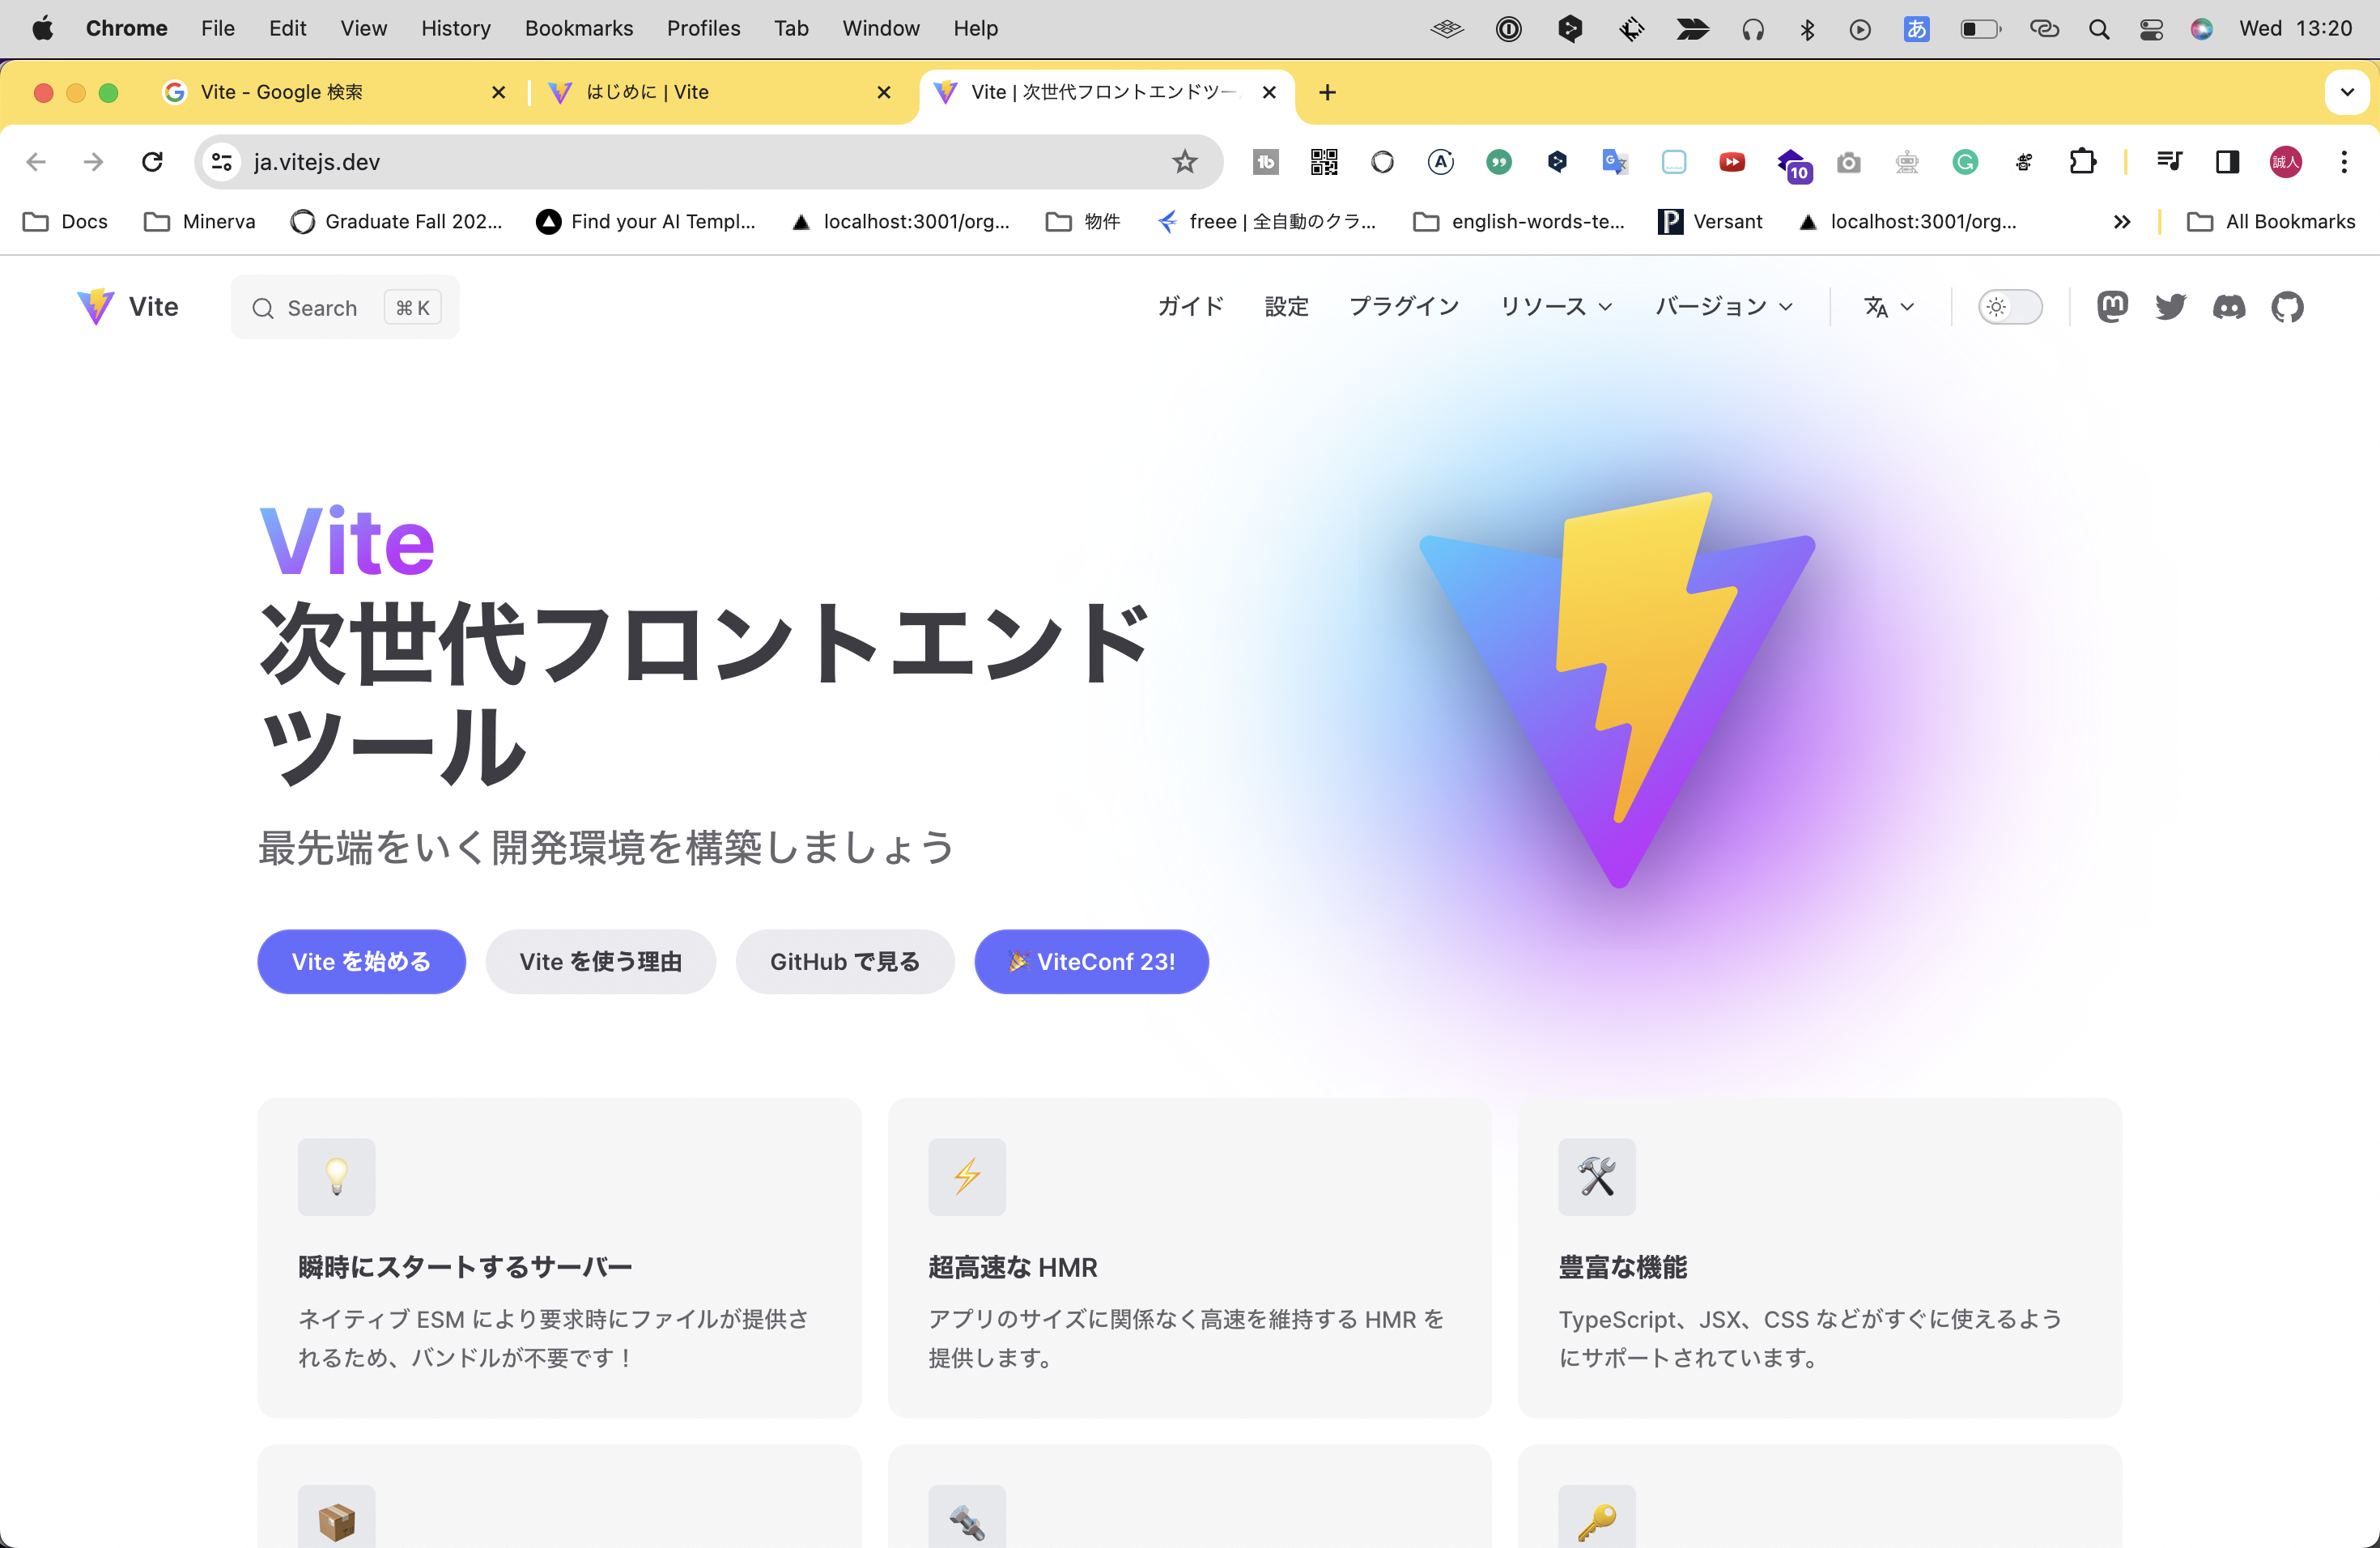 Chrome File Edit View History Bookmarks Profiles Tab Window Help あ Wed 13:20
Vite - Google 検索 はじめに | Vite Vite | 次世代フロントエンドツー
ja.vitejs.dev 10 誠人
Docs Minerva Graduate Fall 202... Find your AI Templ... localhost:3001/org... 物件 freee | 全自動のクラ... english-words-te... Versant localhost:3001/org... All Bookmarks
Vite Search ⌘ K ガイド 設定 プラグイン リソース バージョン
Vite
次世代フロントエンド
ツール
最先端をいく開発環境を構築しましょう
Vite を始める Vite を使う理由 GitHub で見る 🎉 ViteConf 23!
瞬時にスタートするサーバー
ネイティブ ESM により要求時にファイルが提供さ
れるため、バンドルが不要です！
超高速な HMR
アプリのサイズに関係なく高速を維持する HMR を
提供します。
豊富な機能
TypeScript、JSX、CSS などがすぐに使えるよう
にサポートされています。